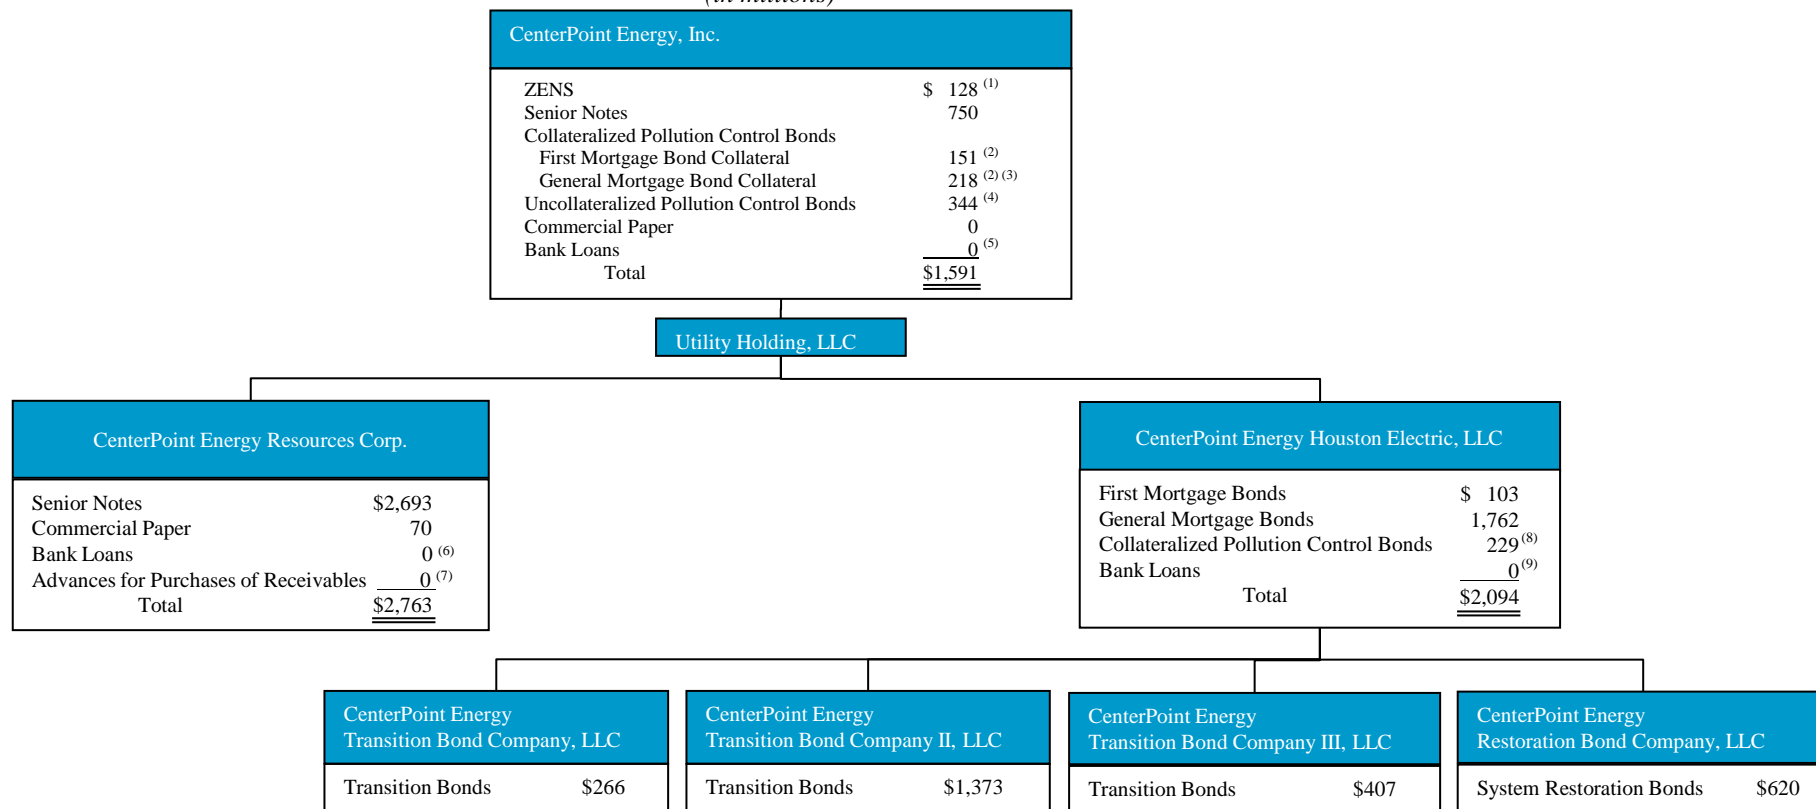 (in millions)
CenterPoint Energy, Inc.
ZENS $ 128 (1)
Senior Notes 750
Collateralized Pollution Control Bonds
First Mortgage Bond Collateral 151 (2)
General Mortgage Bond Collateral 218 (2) (3)
Uncollateralized Pollution Control Bonds 344 (4)
Commercial Paper 0
Bank Loans 0 (5)
Total $1,591
Utility Holding, LLC
CenterPoint Energy Resources Corp.
Senior Notes $2,693
Commercial Paper 70
Bank Loans 0 (6)
Advances for Purchases of Receivables 0 (7)
Total $2,763
CenterPoint Energy Houston Electric, LLC
First Mortgage Bonds $ 103
General Mortgage Bonds 1,762
Collateralized Pollution Control Bonds 229 (8)
Bank Loans 0 (9)
Total $2,094
CenterPoint Energy
Transition Bond Company, LLC
Transition Bonds $266
CenterPoint Energy
Transition Bond Company II, LLC
Transition Bonds $1,373
CenterPoint Energy
Transition Bond Company III, LLC
Transition Bonds $407
CenterPoint Energy
Restoration Bond Company, LLC
System Restoration Bonds $620